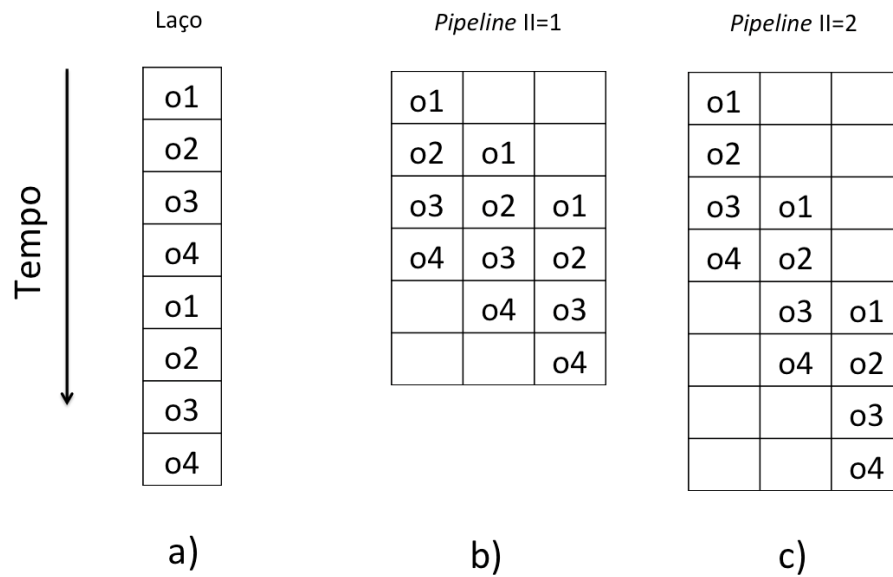 Laço
Pipeline II=1
Pipeline II=2
Tempo
o1
o2
o3
o4
o1
o2
o3
o4
o1
o2 o1
o3 o2 o1
o4 o3 o2
o4 o3
o4
o1
o2
o3 o1
o4 o2
o3 o1
o4 o2
o3
o4
a)
b)
c)